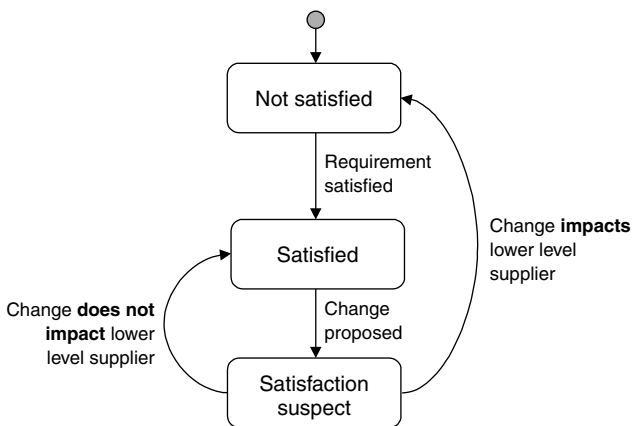 Not satisfied
Requirement
satisfied
Change impacts
lower level
supplier
Satisfied
Change does not
impact lower
level supplier
Change
proposed
Satisfaction
suspect